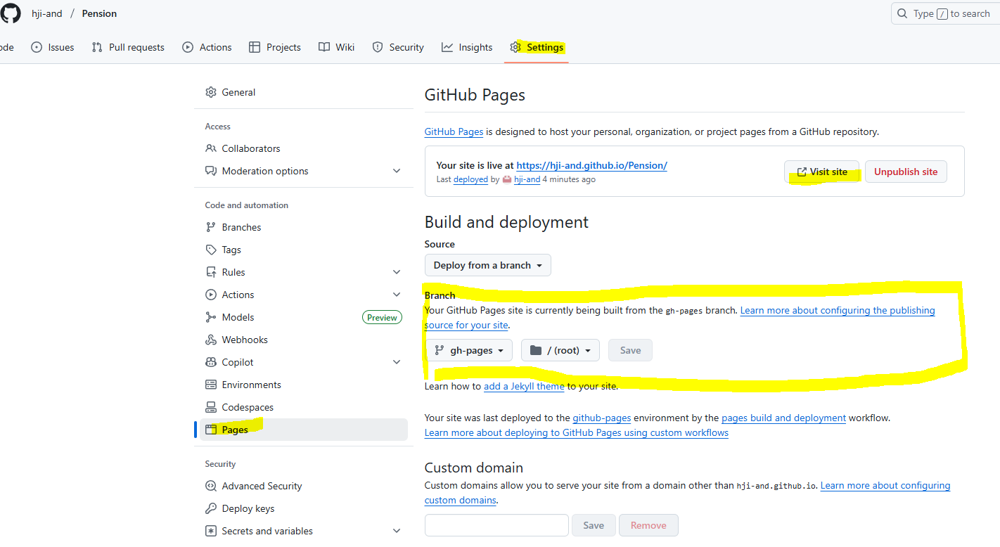 hji-and / Pension
Type / to search
ode Issues Pull requests Actions Projects Wiki Security Insights Settings
General
Access
Collaborators
Moderation options
Code and automation
Branches
Tags
Rules
Actions
Models Preview
Webhooks
Copilot
Environments
Codespaces
Pages
Security
Advanced Security
Deploy keys
Secrets and variables
GitHub Pages
GitHub Pages is designed to host your personal, organization, or project pages from a GitHub repository.
Your site is live at https://hji-and.github.io/Pension/
Last deployed by hji-and 4 minutes ago
Visit site
Unpublish site
Build and deployment
Source
Deploy from a branch
Branch
Your GitHub Pages site is currently being built from the gh-pages branch. Learn more about configuring the publishing
source for your site.
gh-pages / (root) Save
Learn how to add a Jekyll theme to your site.
Your site was last deployed to the github-pages environment by the pages build and deployment workflow.
Learn more about deploying to GitHub Pages using custom workflows
Custom domain
Custom domains allow you to serve your site from a domain other than hji-and.github.io. Learn more about configuring
custom domains.
Save Remove